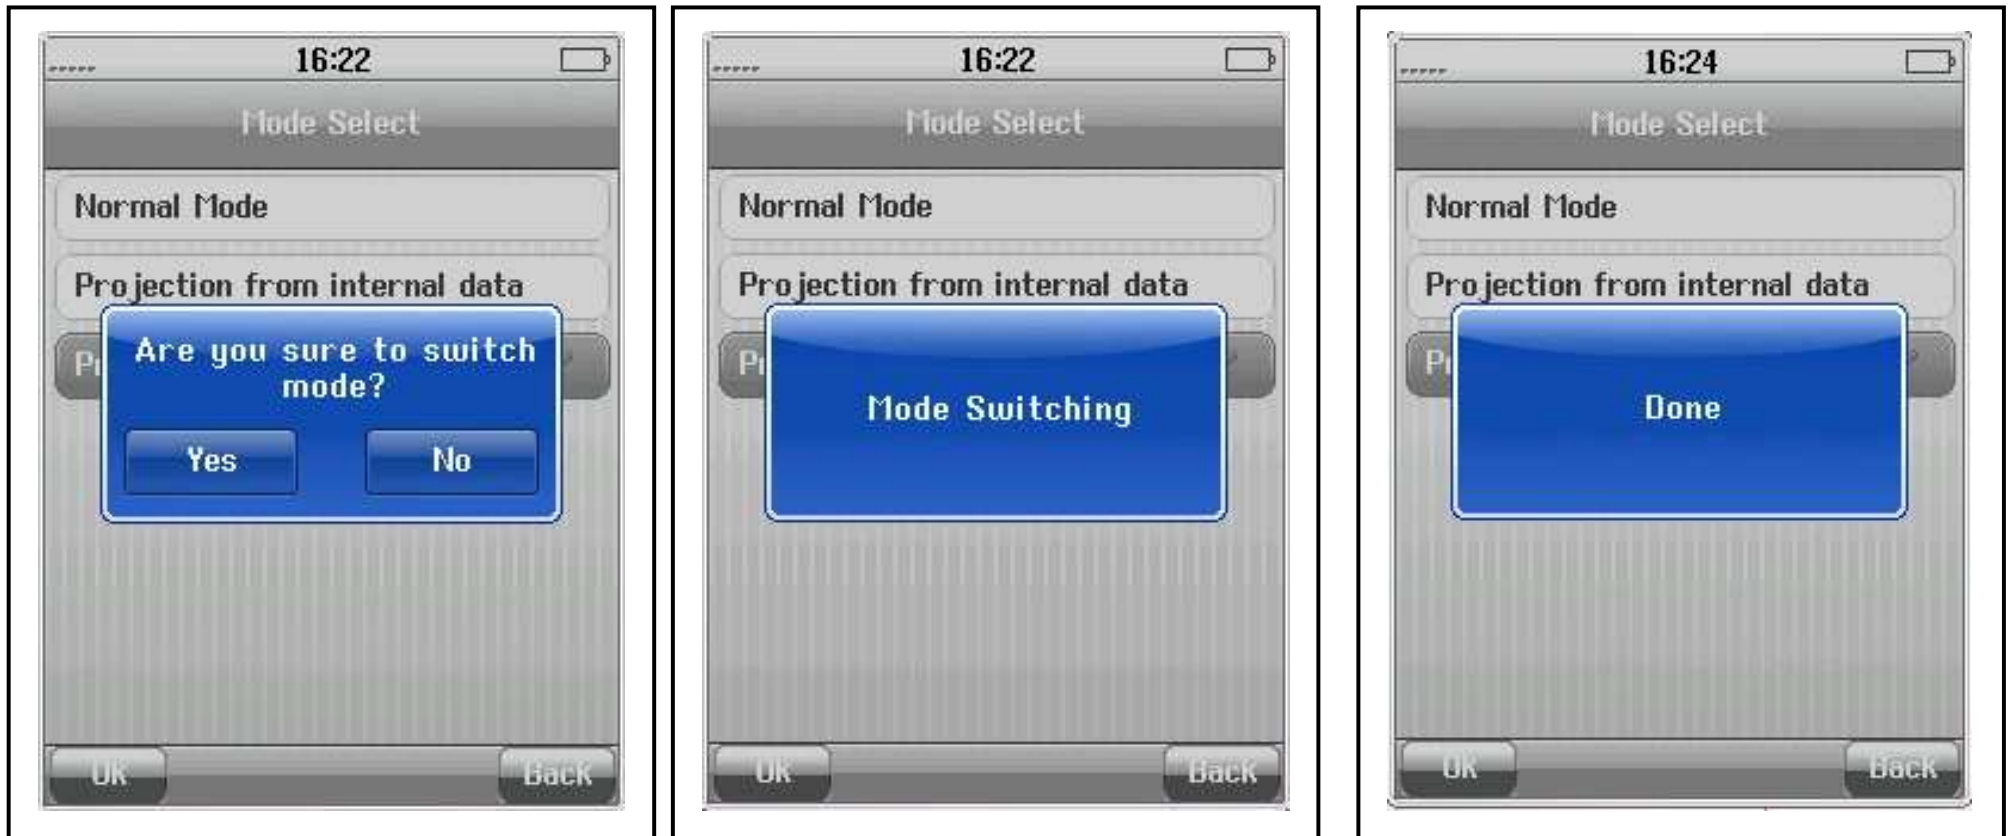 16:22
Mode Select
Normal Mode
Projection from internal data
Are you sure to switch
mode?
Yes No
OK Back
16:22
Mode Select
Normal Mode
Projection from internal data
Mode Switching
OK Back
16:24
Mode Select
Normal Mode
Projection from internal data
Done
OK Back